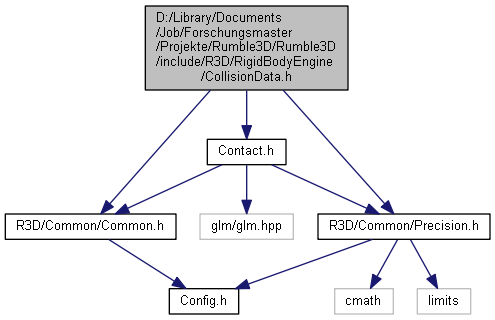 D:/Library/Documents
/Job/Forschungsmaster
/Projekte/Rumble3D/Rumble3D
/include/R3D/RigidBodyEngine
/CollisionData.h
Contact.h
R3D/Common/Common.h
glm/glm.hpp
R3D/Common/Precision.h
Config.h
cmath
limits